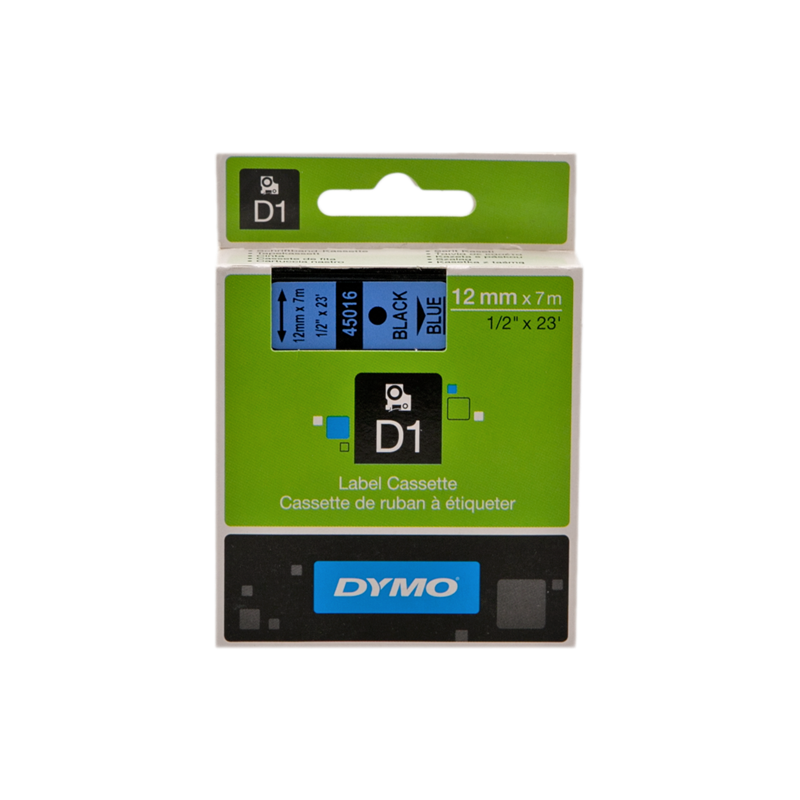 D1
12mm x 7m
1/2" x 23'
45016
BLACK
BLUE
12 mm x 7m
1/2" x 23'
D1
Label Cassette
Cassette de ruban à étiqueter
DYMO